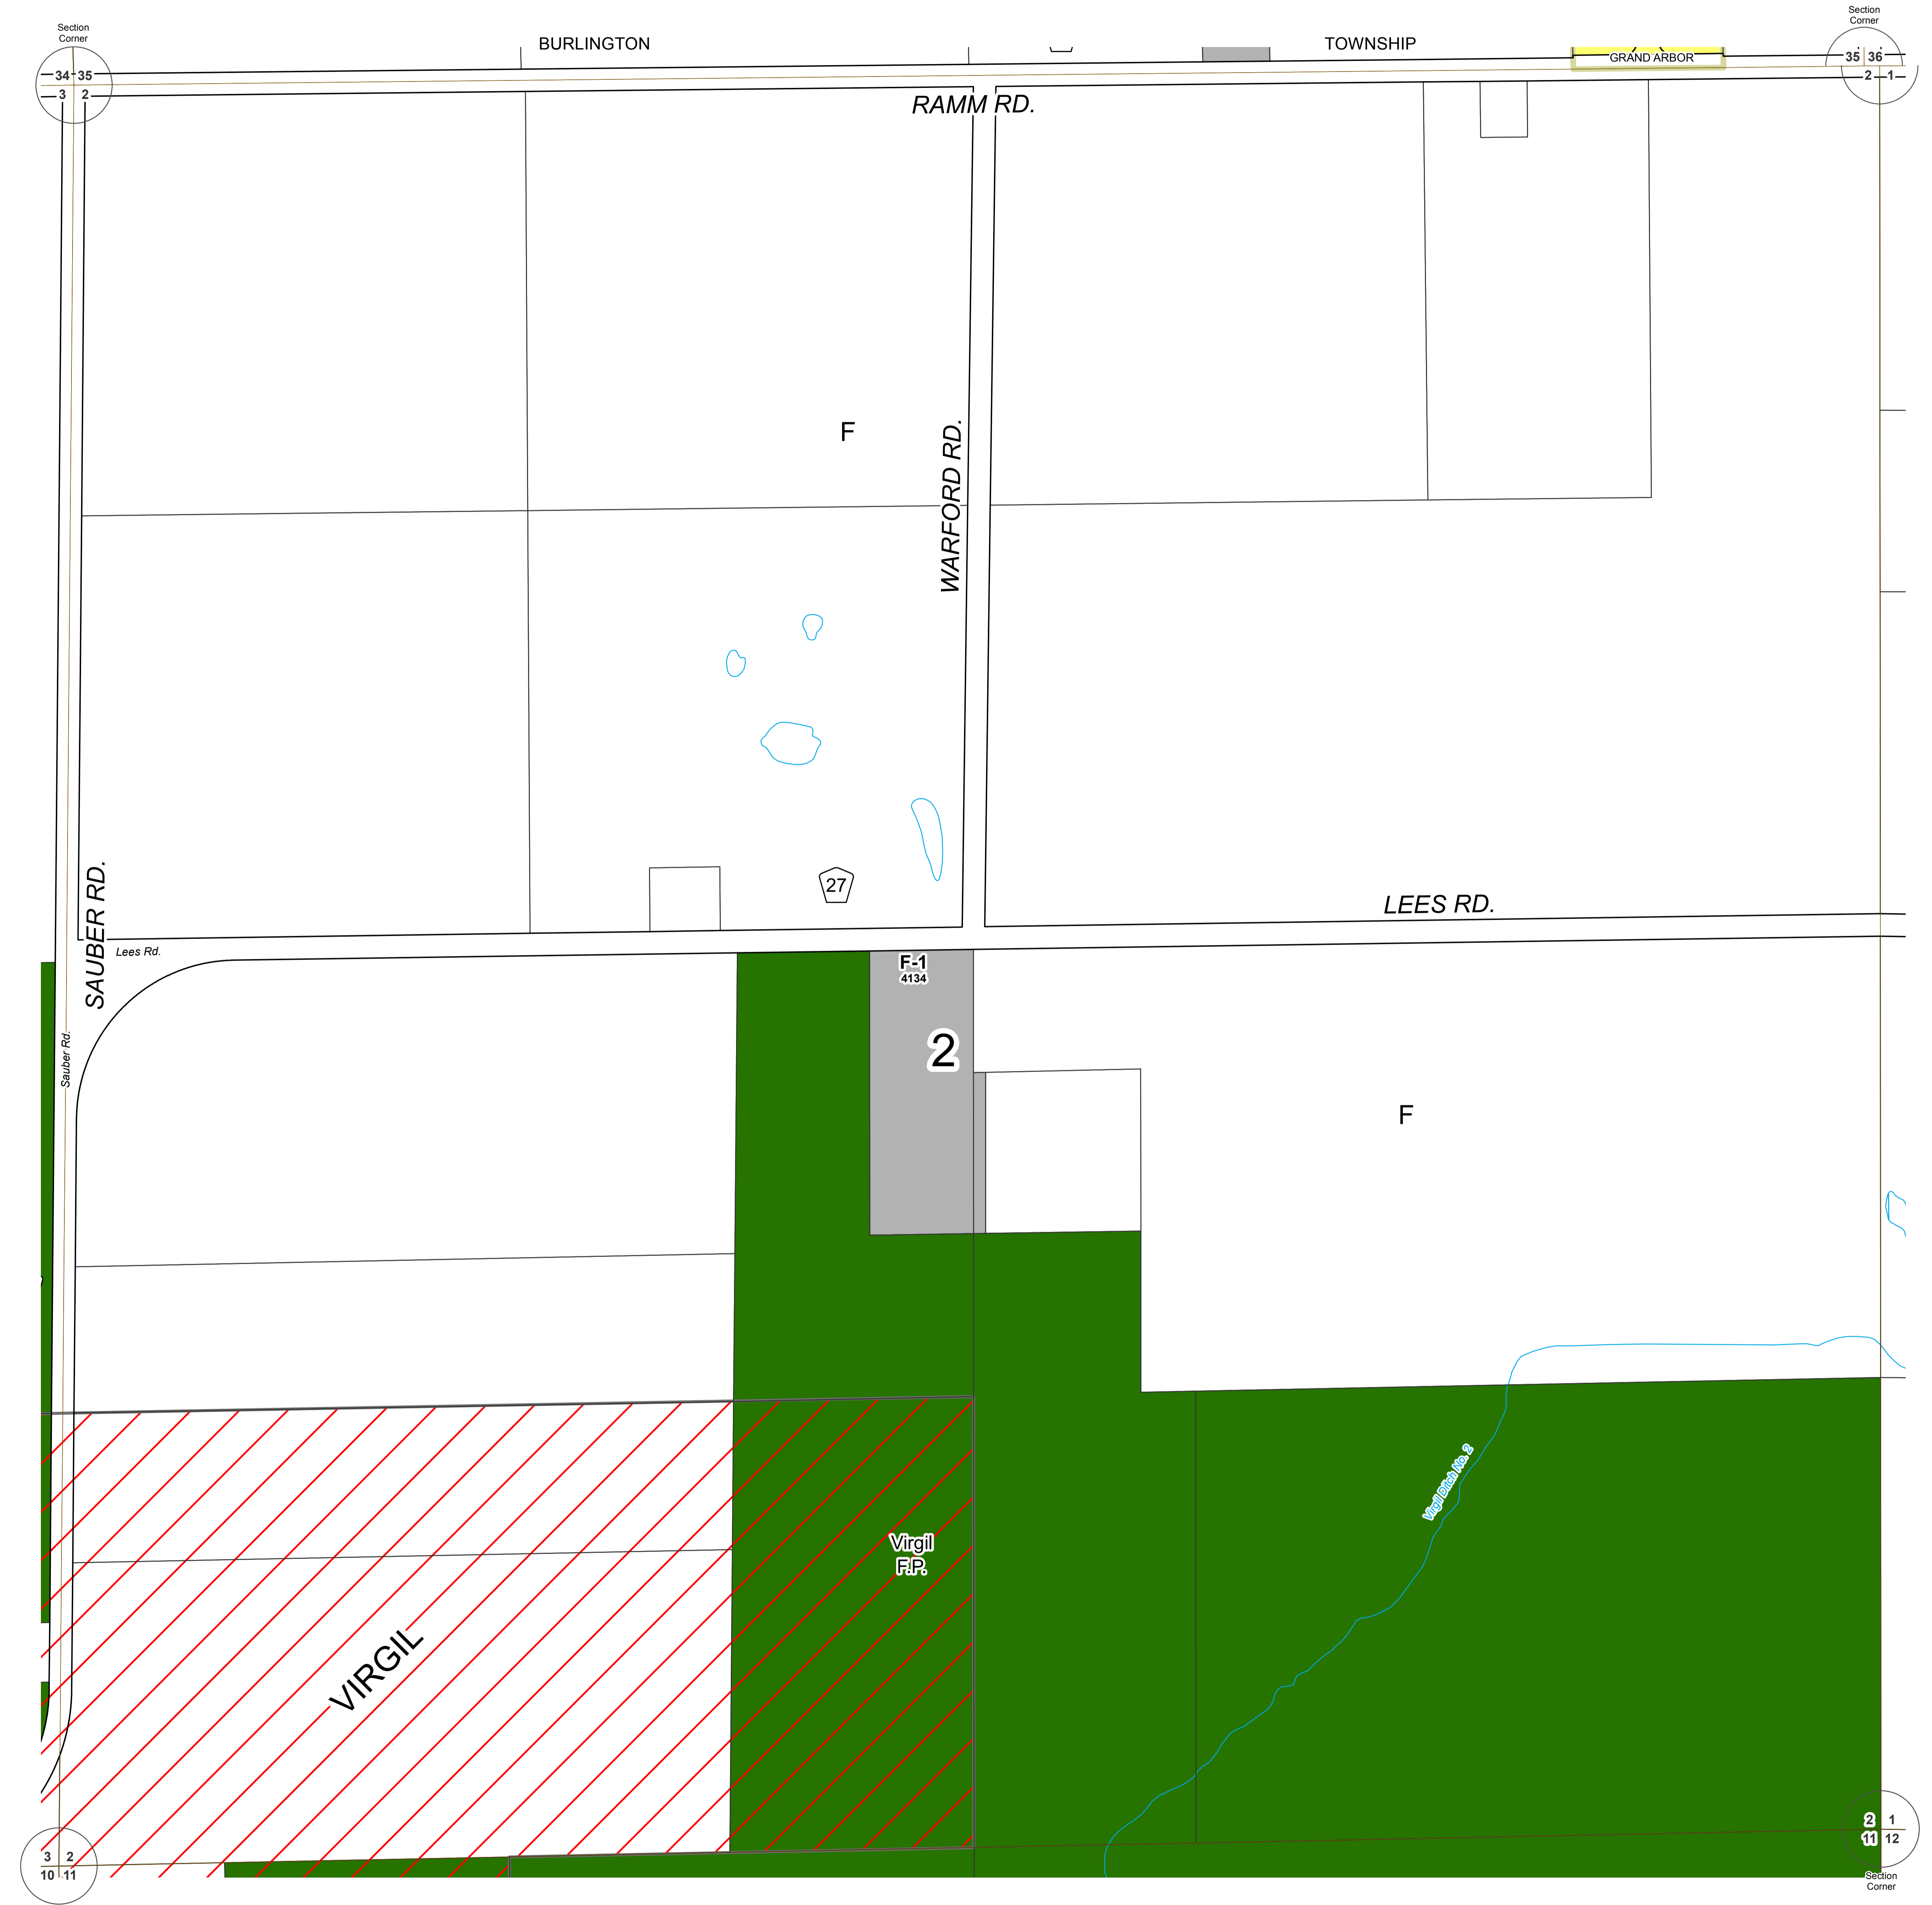 Section
Corner
Section
Corner
BURLINGTON
TOWNSHIP
GRAND ARBOR
34 35
3 2
35 36
2 1
RAMM RD.
F
WARFORD RD.
27
LEES RD.
SAUBER RD.
Lees Rd.
F-1
4134
2
Sauber Rd.
F
Virgil Ditch No. 2
Virgil
F.P.
VIRGIL
2 1
11 12
3 2
10 11
Section
Corner